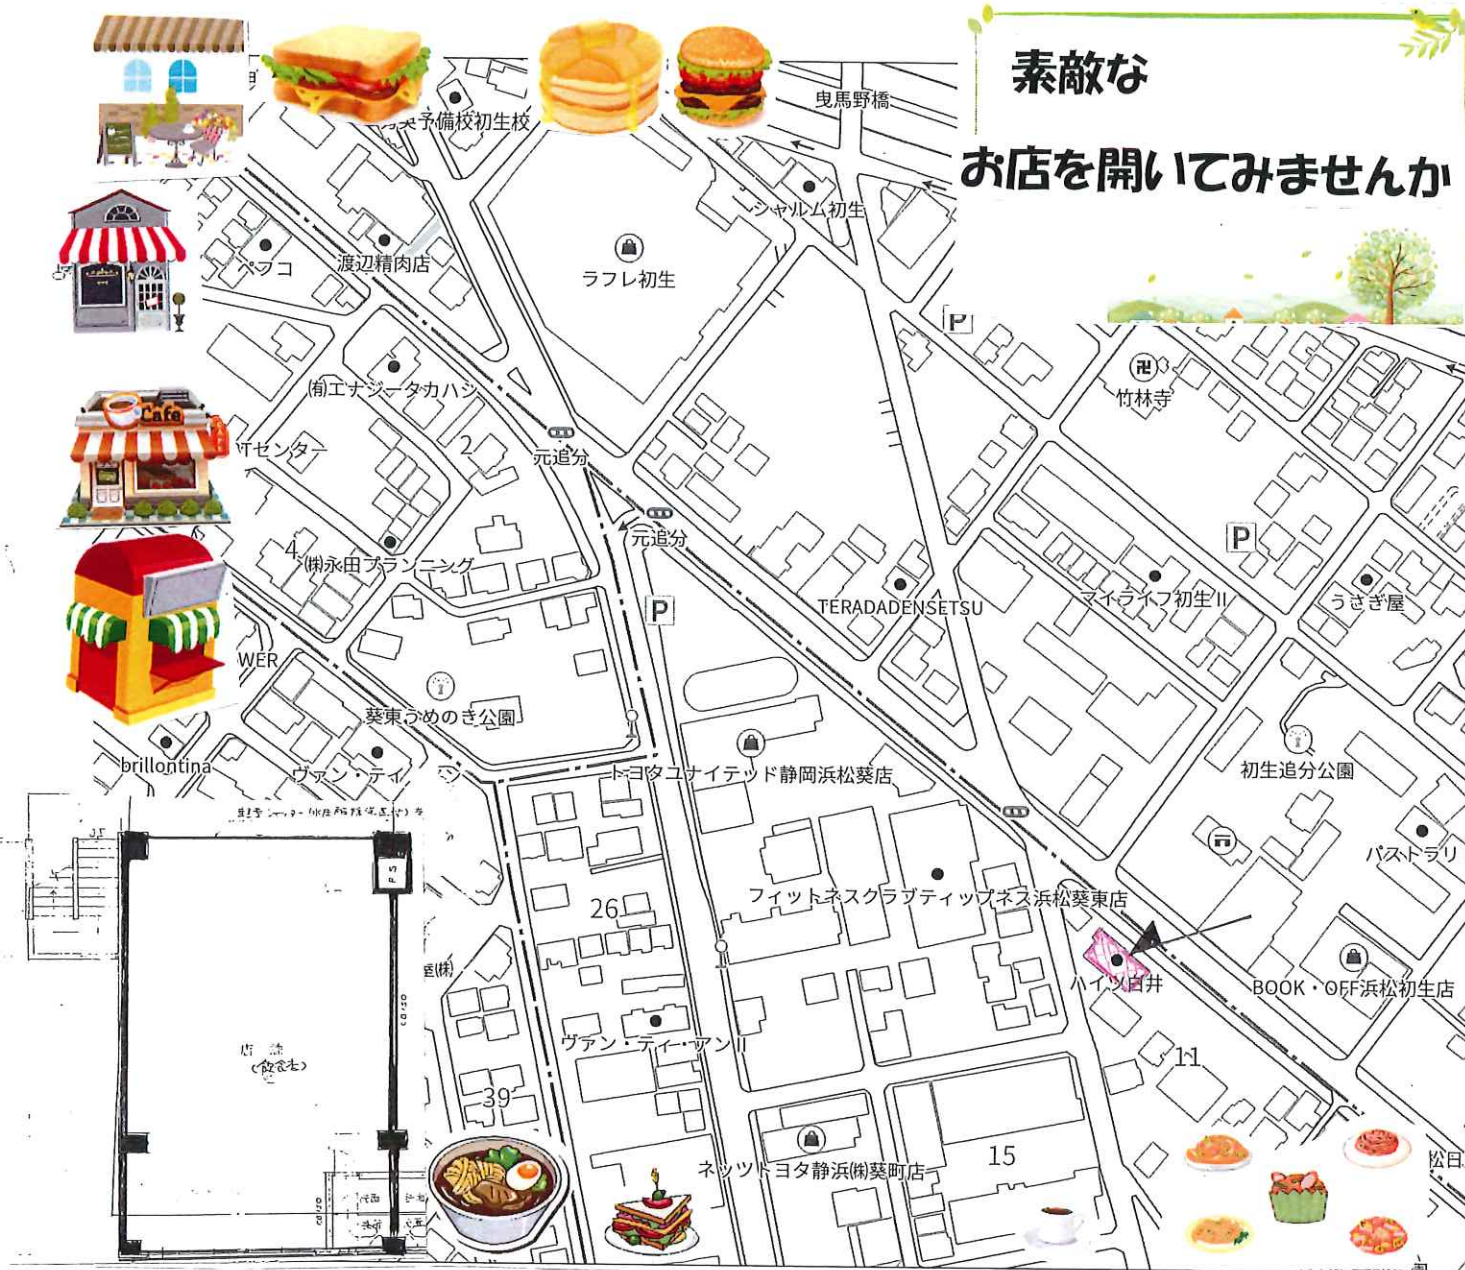 素敵な
お店を開いてみませんか
曳馬野橋
予備校初生校
シャルム初生
ペフコ
渡辺精肉店
ラフレ初生
P
竹林寺
(有)エナジータカハシ
Cafe
Tセンター
2
元追分
元追分
P
4
(株)永田プランニング
P
TERADADENSETSU
マイライフ初生II
うさぎ屋
WER
葵東うめのき公園
brillontina
ヴァン・ティ
ン
トヨタユナイテッド静岡浜松葵店
初生追分公園
パストラリ
PS
26
フィットネスクラブティップネス浜松葵東店
(株)
ハイツ白井
BOOK・OFF浜松初生店
店
(飲食店)
ヴァン・ティ・アンII
11
39
15
ネッツトヨタ静浜(株)葵町店
松日